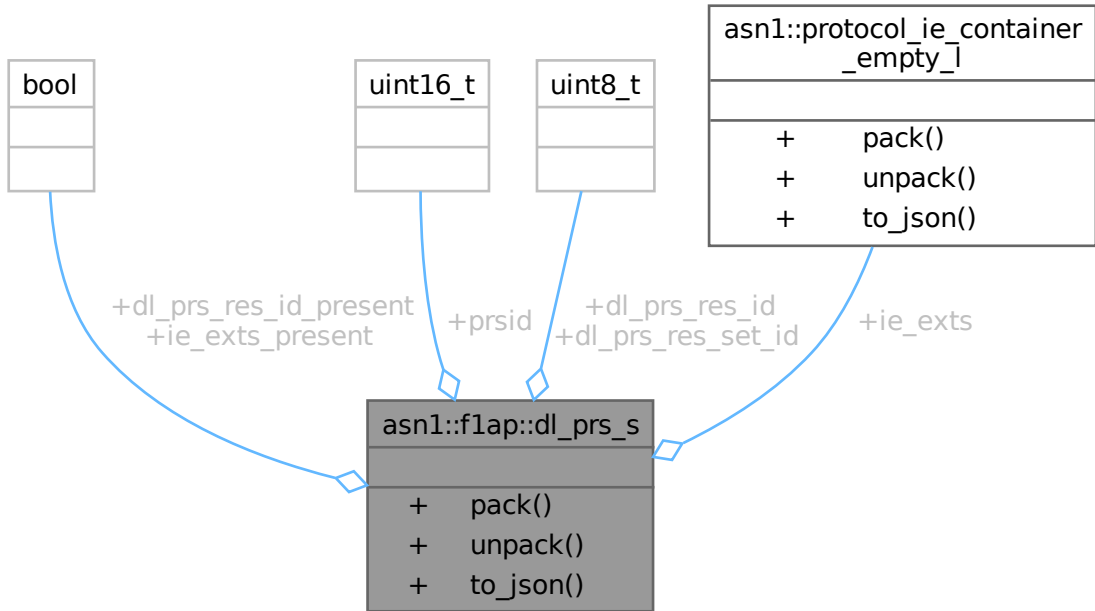 asn1::protocol_ie_container
_empty_l
bool
uint16_t
uint8_t
+ pack()
+ unpack()
+ to_json()
+dl_prs_res_id_present
+ie_exts_present
+prsid
+dl_prs_res_id
+dl_prs_res_set_id
+ie_exts
asn1::f1ap::dl_prs_s
+ pack()
+ unpack()
+ to_json()